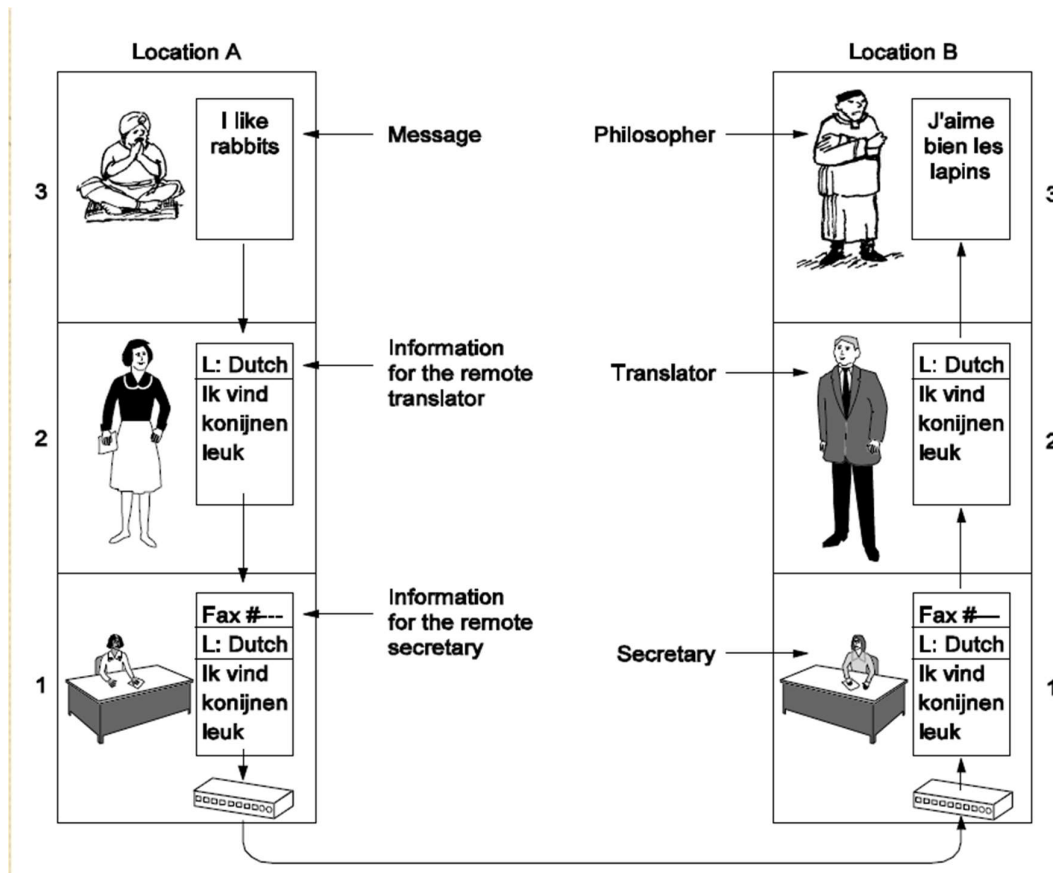 Location A
Location B
3
I like
rabbits
Message
Philosopher
J'aime
bien les
lapins
3
2
L: Dutch
Ik vind
konijnen
leuk
Information
for the remote
translator
Translator
L: Dutch
Ik vind
konijnen
leuk
2
1
Fax #---
L: Dutch
Ik vind
konijnen
leuk
Information
for the remote
secretary
Secretary
Fax #—
L: Dutch
Ik vind
konijnen
leuk
1